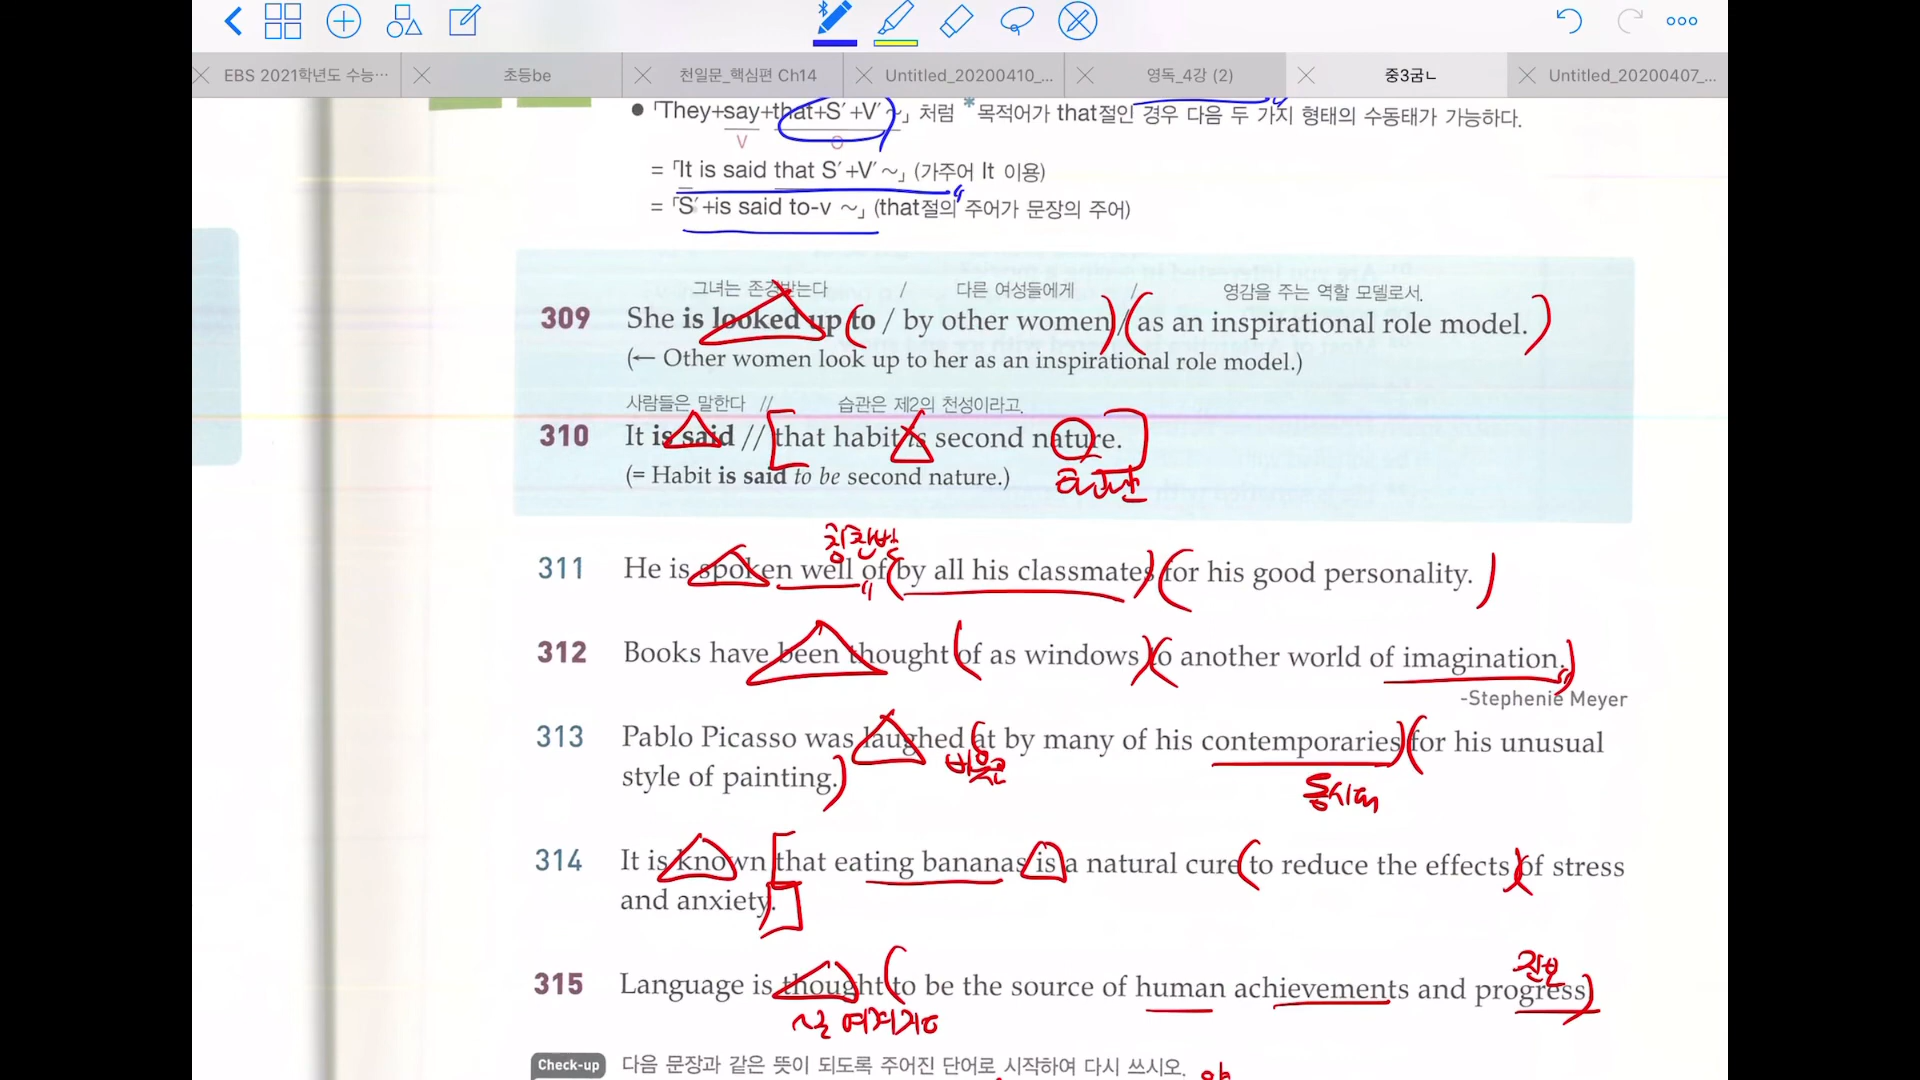 EBS 2021학년도 수능···
초등be
천일문_핵심편 Ch14
Untitled_20200410_...
영독_4강 (2)
중3굼ㄴ
Untitled_20200407_...
● 「They+say+that+S′+V′ ~」 처럼 *목적어가 that절인 경우 다음 두 가지 형태의 수동태가 가능하다.
V O
= 「It is said that S′+V′ ~」 (가주어 It 이용)
= 「S′+is said to-v ~」 (that절의 주어가 문장의 주어)
그녀는 존경받는다 / 다른 여성들에게 / 영감을 주는 역할 모델로서.
309 She is looked up to / by other women / as an inspirational role model.
(← Other women look up to her as an inspirational role model.)
사람들은 말한다 // 습관은 제2의 천성이라고.
310 It is said // that habit is second nature.
(= Habit is said to be second nature.)
311 He is spoken well of by all his classmates for his good personality.
312 Books have been thought of as windows to another world of imagination.
-Stephenie Meyer
313 Pablo Picasso was laughed at by many of his contemporaries for his unusual
style of painting.
동시대
314 It is known that eating bananas is a natural cure to reduce the effects of stress
and anxiety.
진보
315 Language is thought to be the source of human achievements and progress
Check-up 다음 문장과 같은 뜻이 되도록 주어진 단어로 시작하여 다시 쓰시오.